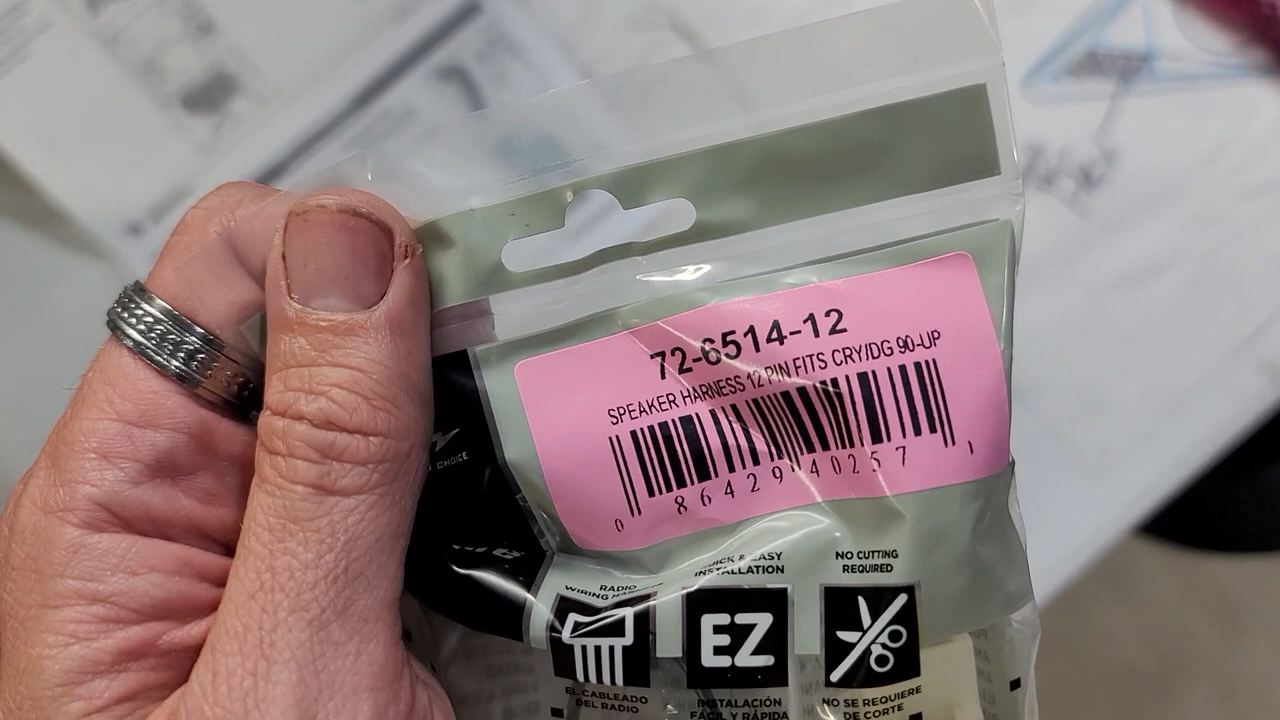 72-6514-12
SPEAKER HARNESS 12 PIN FITS CRY/DG 90-UP
0 86429 40257 1
CHOICE
RADIO
WIRING
QUICK & EASY
INSTALLATION
NO CUTTING
REQUIRED
EZ
EL CABLEADO
DEL RADIO
INSTALACIÓN
FÁCIL Y RÁPIDA
NO SE REQUIERE
DE CORTE